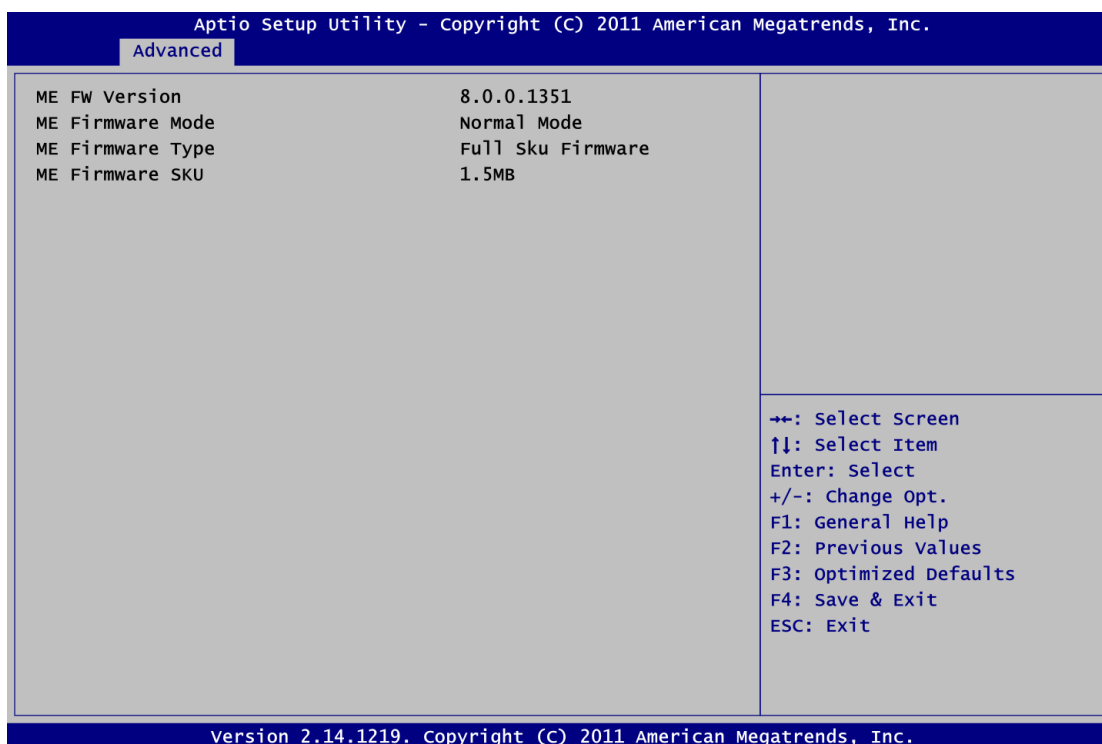 Aptio Setup Utility - Copyright (C) 2011 American Megatrends, Inc.
Advanced
ME FW Version 8.0.0.1351
ME Firmware Mode Normal Mode
ME Firmware Type Full Sku Firmware
ME Firmware SKU 1.5MB
→←: Select Screen
↑↓: Select Item
Enter: Select
+/-: Change Opt.
F1: General Help
F2: Previous Values
F3: Optimized Defaults
F4: Save & Exit
ESC: Exit
Version 2.14.1219. Copyright (C) 2011 American Megatrends, Inc.